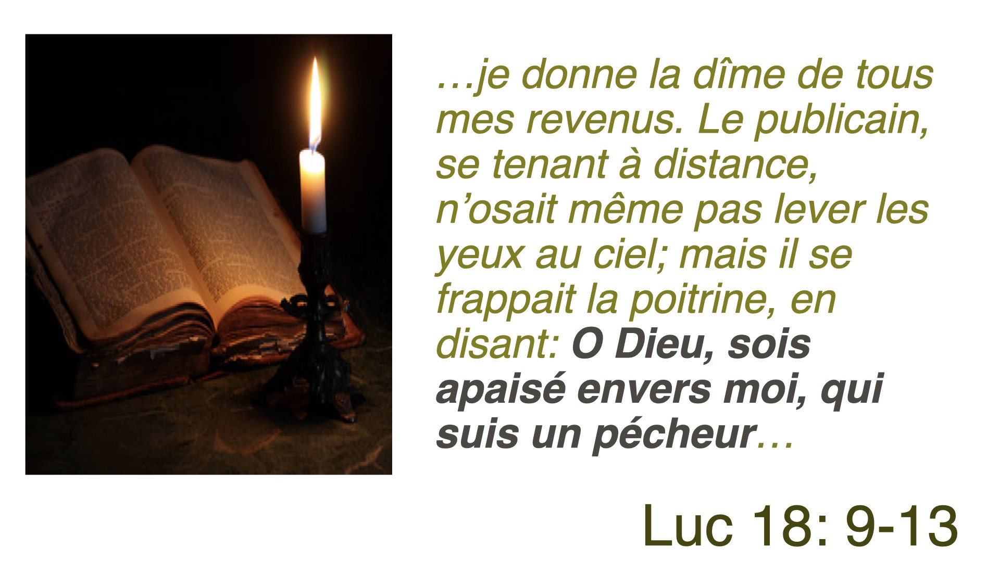 …je donne la dîme de tous
mes revenus. Le publicain,
se tenant à distance,
n’osait même pas lever les
yeux au ciel; mais il se
frappait la poitrine, en
disant: O Dieu, sois
apaisé envers moi, qui
suis un pécheur…
Luc 18: 9-13